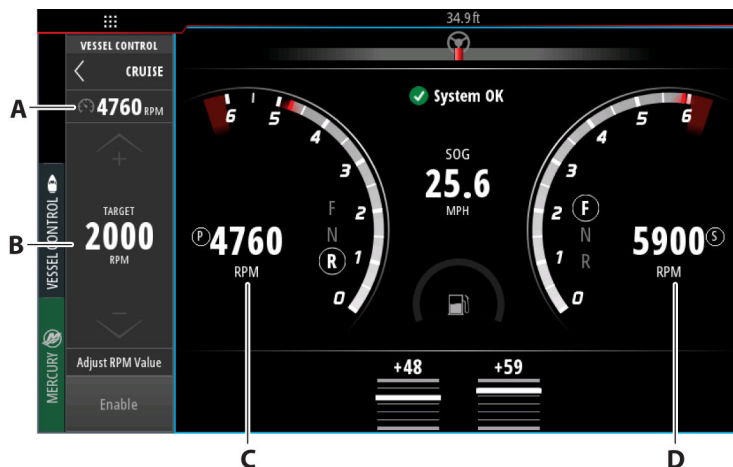 34.9 ft
VESSEL CONTROL
CRUISE
A
4760 RPM
TARGET
B
2000
RPM
Adjust RPM Value
Enable
VESSEL CONTROL
MERCURY
System OK
SOG
25.6
MPH
6 5 4 3 2 1 0
F
N
R
P 4760
RPM
6 5 4 3 2 1 0
F
N
R
5900 S
RPM
+48 +59
C D